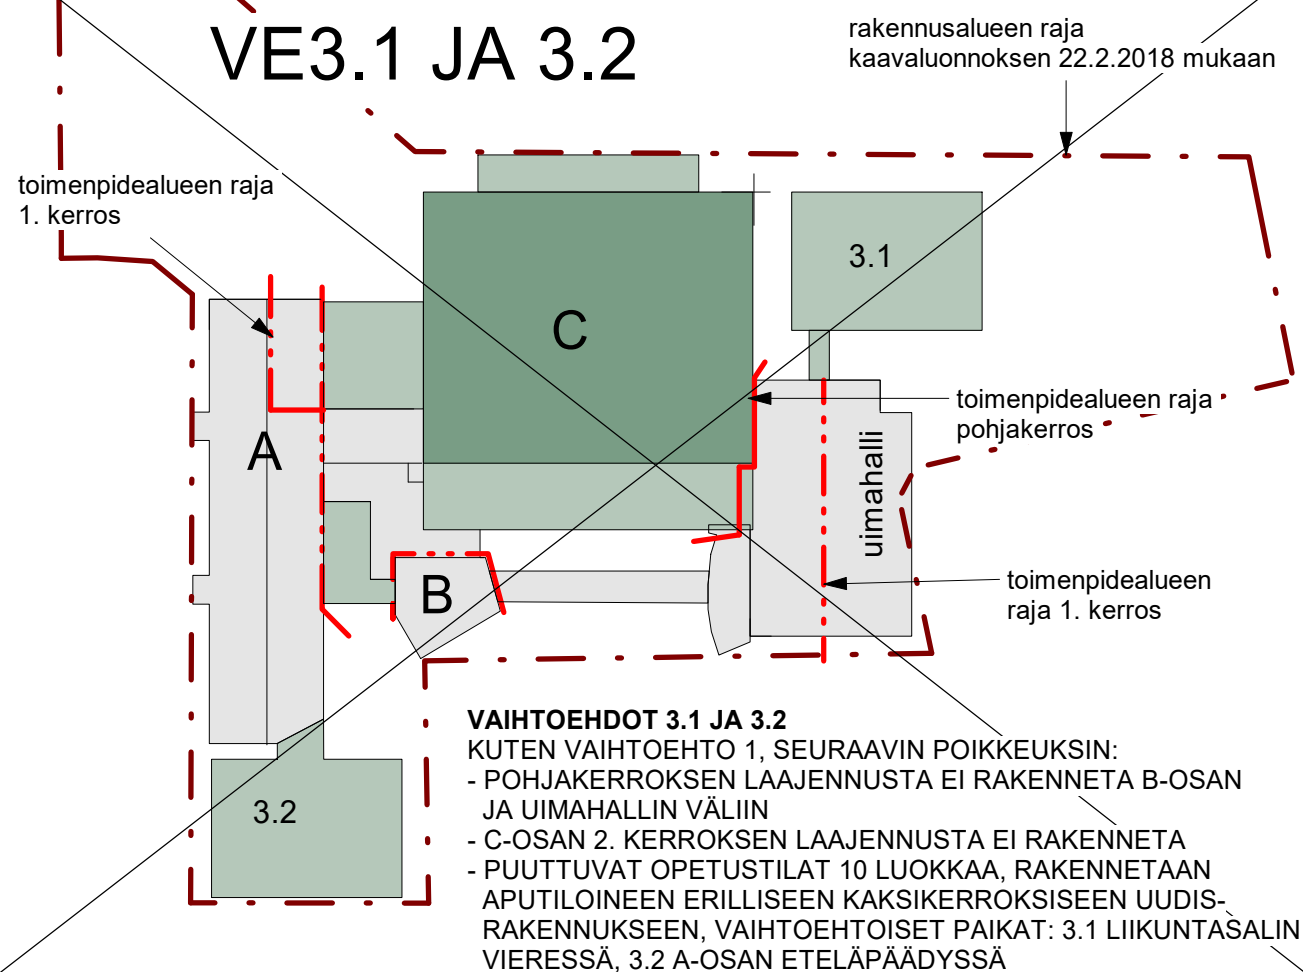 VE3.1 JA 3.2
rakennusalueen raja
kaavaluonnoksen 22.2.2018 mukaan
toimenpidealueen raja
1. kerros
3.1
C
A
toimenpidealueen raja
pohjakerros
uimahalli
B
toimenpidealueen
raja 1. kerros
3.2
VAIHTOEHDOT 3.1 JA 3.2
KUTEN VAIHTOEHTO 1, SEURAAVIN POIKKEUKSIN:
- POHJAKERROKSEN LAAJENNUSTA EI RAKENNETA B-OSAN
JA UIMAHALLIN VÄLIIN
- C-OSAN 2. KERROKSEN LAAJENNUSTA EI RAKENNETA
- PUUTTUVAT OPETUSTILAT 10 LUOKKAA, RAKENNETAAN
APUTILOINEEN ERILLISEEN KAKSIKERROKSISEEN UUDIS-
RAKENNUKSEEN, VAIHTOEHTOISET PAIKAT: 3.1 LIIKUNTASALIN
VIERESSÄ, 3.2 A-OSAN ETELÄPÄÄDYSSÄ